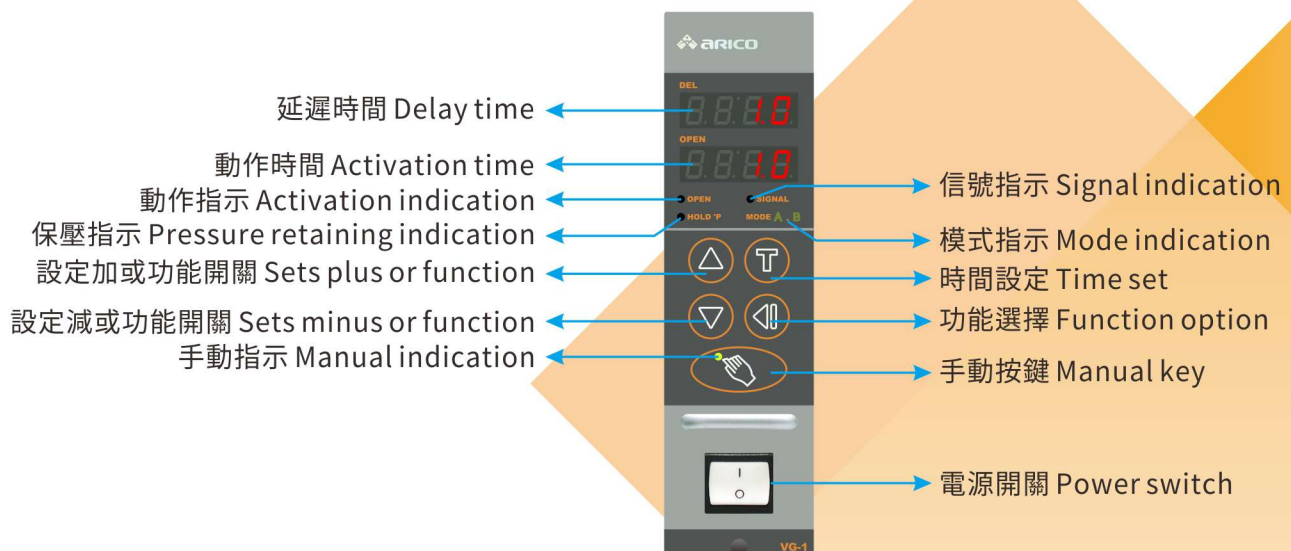 ARICO
DEL
1.0
OPEN
1.0
OPEN SIGNAL
HOLD 'P MODE A . B
T
VG-1
延遲時間 Delay time
動作時間 Activation time
動作指示 Activation indication
保壓指示 Pressure retaining indication
設定加或功能開關 Sets plus or function
設定減或功能開關 Sets minus or function
手動指示 Manual indication
信號指示 Signal indication
模式指示 Mode indication
時間設定 Time set
功能選擇 Function option
手動按鍵 Manual key
電源開關 Power switch